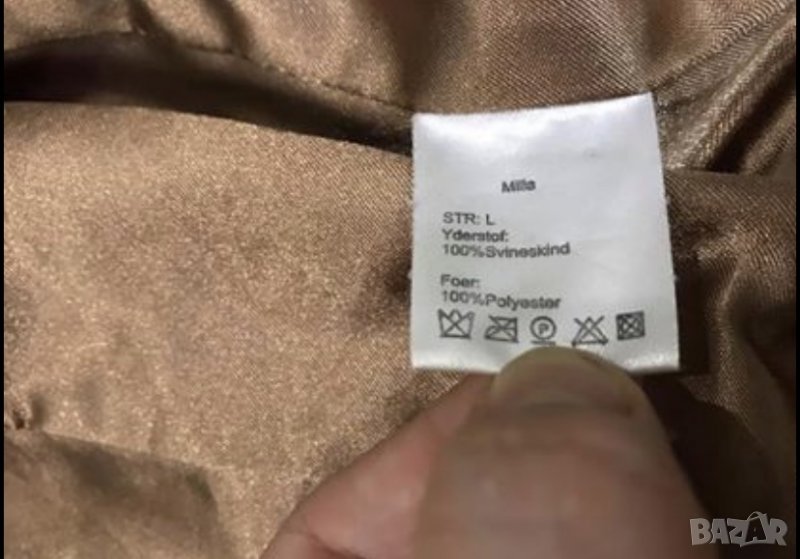 Milla
STR: L
Yderstof:
100%Svineskind
Foer:
100%Polyester
P
BAZAR